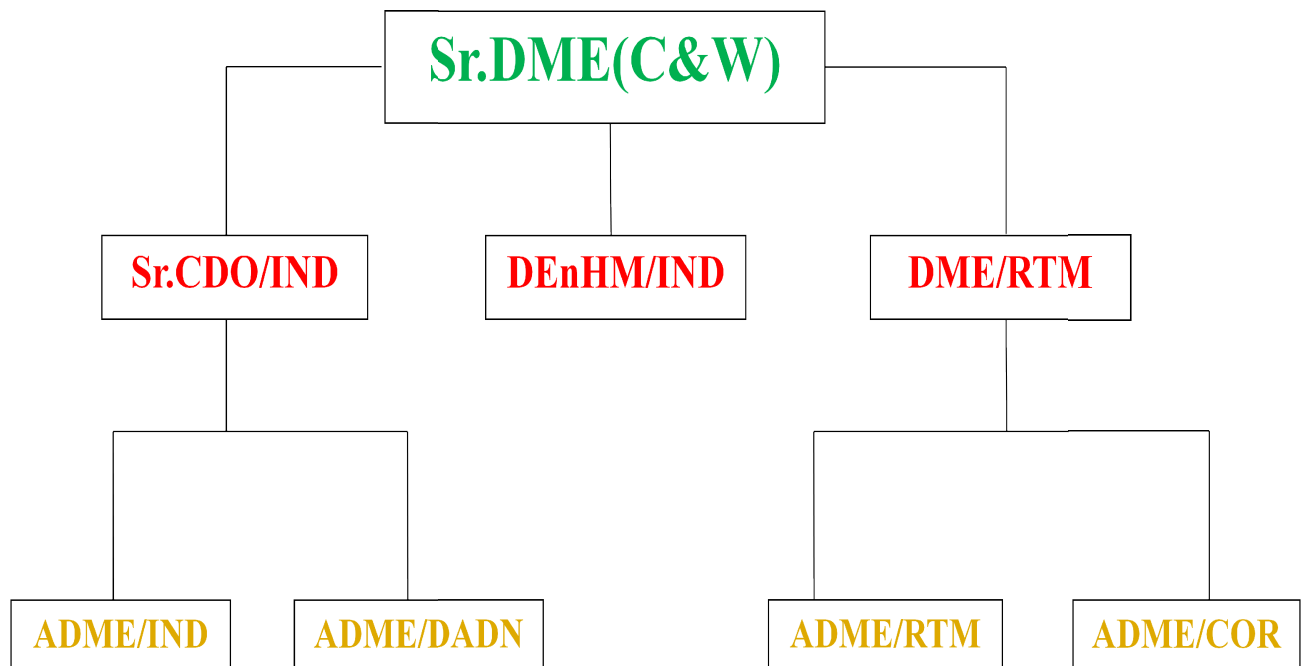 Sr.DME(C&W)
Sr.CDO/IND
DEnHM/IND
DME/RTM
ADME/IND
ADME/DADN
ADME/RTM
ADME/COR